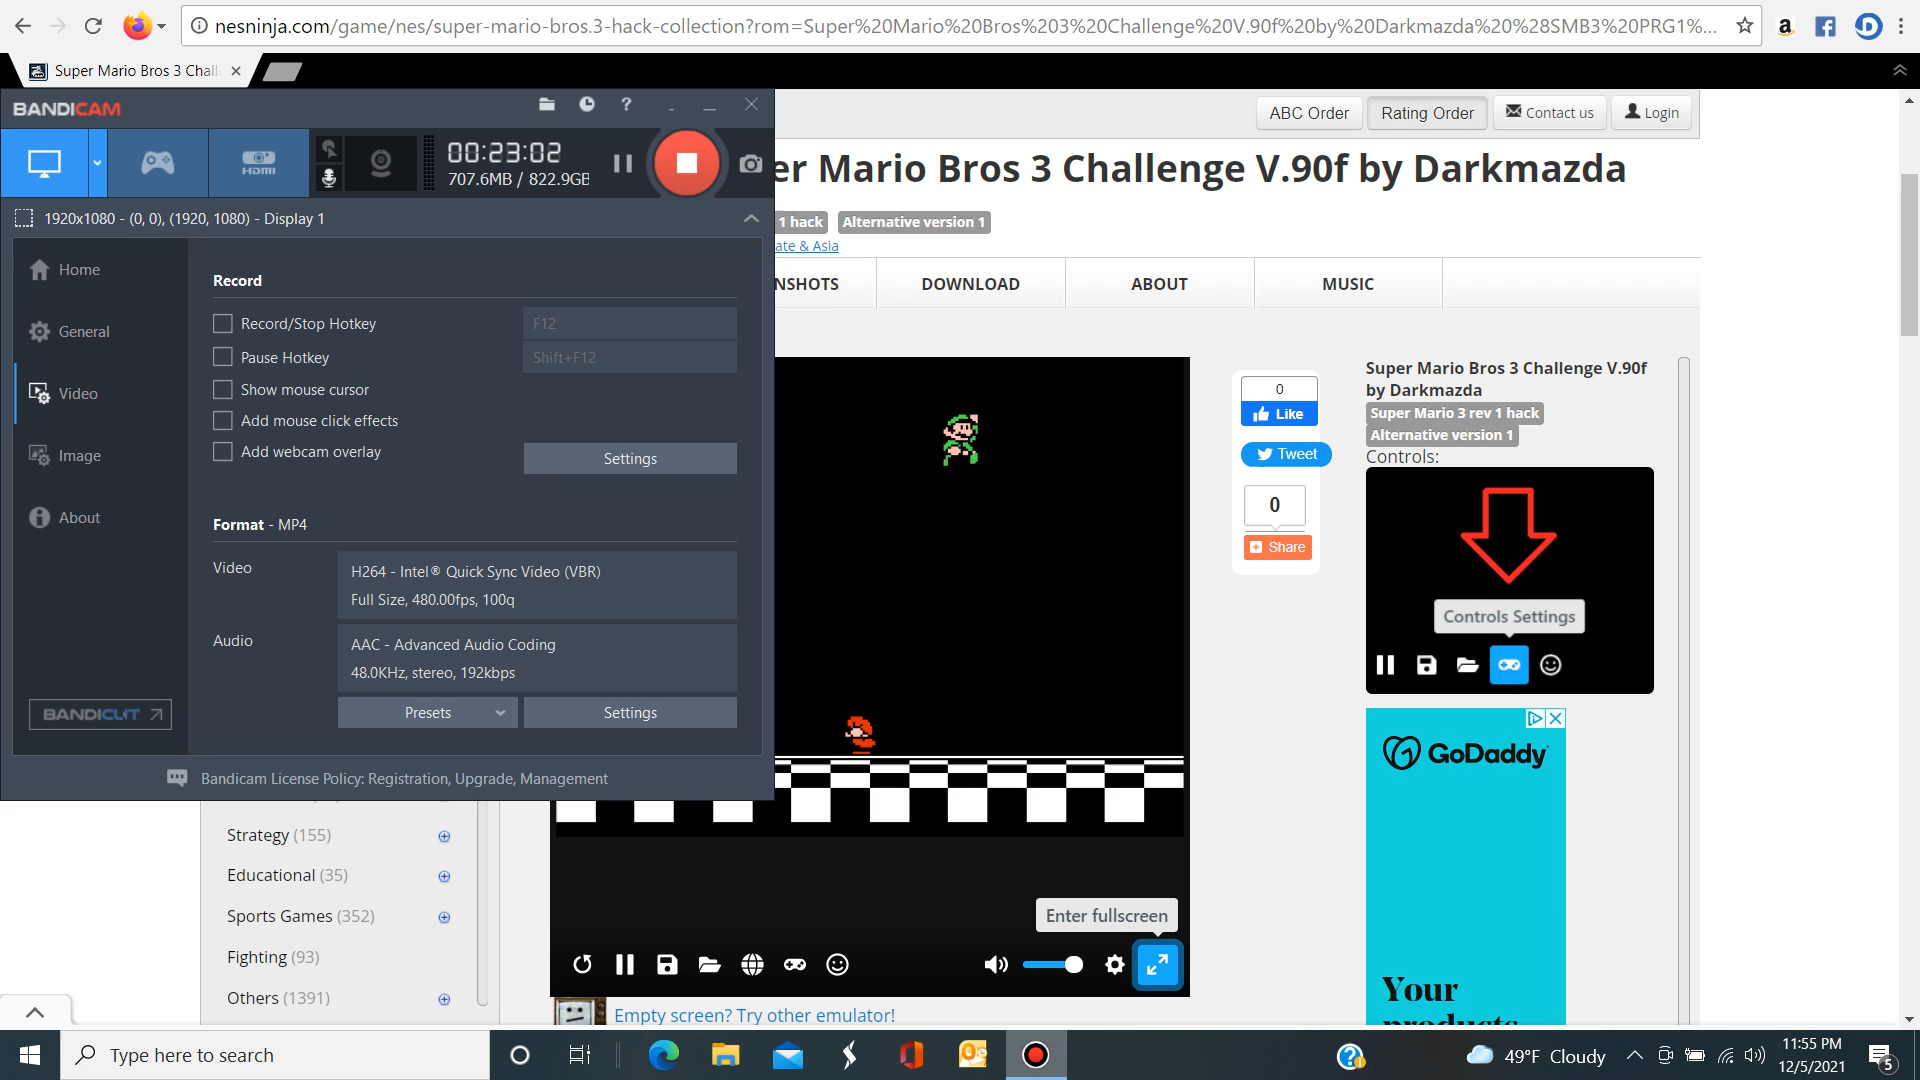 nesninja.com/game/nes/super-mario-bros.3-hack-collection?rom=Super%20Mario%20Bros%203%20Challenge%20V.90f%20by%20Darkmazda%20%28SMB3%20PRG1%...
Super Mario Bros 3 Chall
BANDICAM
00:23:02
707.6MB / 822.9GB
HDMI
1920x1080 - (0, 0), (1920, 1080) - Display 1
Home
General
Video
Image
About
BANDICUT
Record
Record/Stop Hotkey
F12
Pause Hotkey
Shift+F12
Show mouse cursor
Add mouse click effects
Add webcam overlay
Settings
Format - MP4
Video
H264 - Intel® Quick Sync Video (VBR)
Full Size, 480.00fps, 100q
Audio
AAC - Advanced Audio Coding
48.0KHz, stereo, 192kbps
Presets
Settings
Bandicam License Policy: Registration, Upgrade, Management
ABC Order
Rating Order
Contact us
Login
er Mario Bros 3 Challenge V.90f by Darkmazda
1 hack
Alternative version 1
ate & Asia
NSHOTS
DOWNLOAD
ABOUT
MUSIC
0
Like
Tweet
0
Share
Super Mario Bros 3 Challenge V.90f
by Darkmazda
Super Mario 3 rev 1 hack
Alternative version 1
Controls:
Controls Settings
GoDaddy
Your
products
Strategy (155)
Educational (35)
Sports Games (352)
Fighting (93)
Others (1391)
Enter fullscreen
Empty screen? Try other emulator!
Type here to search
49°F Cloudy
11:55 PM
12/5/2021
5